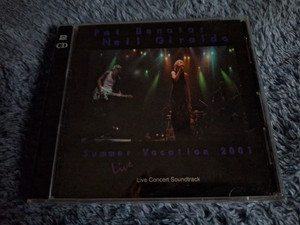 2
CD
Pat Benatar
Neil Giraldo
Summer Vacation 2001
Live
Live Concert Soundtrack